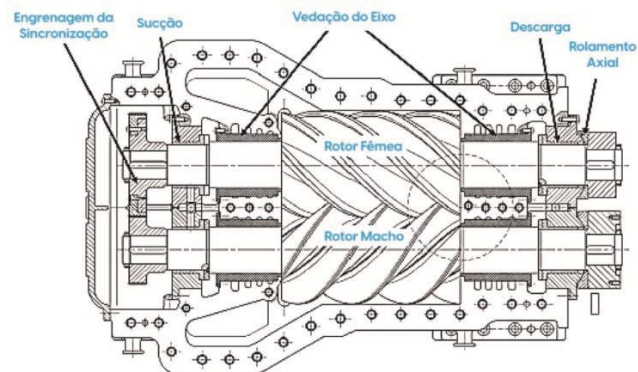 Engrenagem da
Sincronização
Sucção
Vedação do Eixo
Descarga
Rolamento
Axial
Rotor Fêmea
Rotor Macho